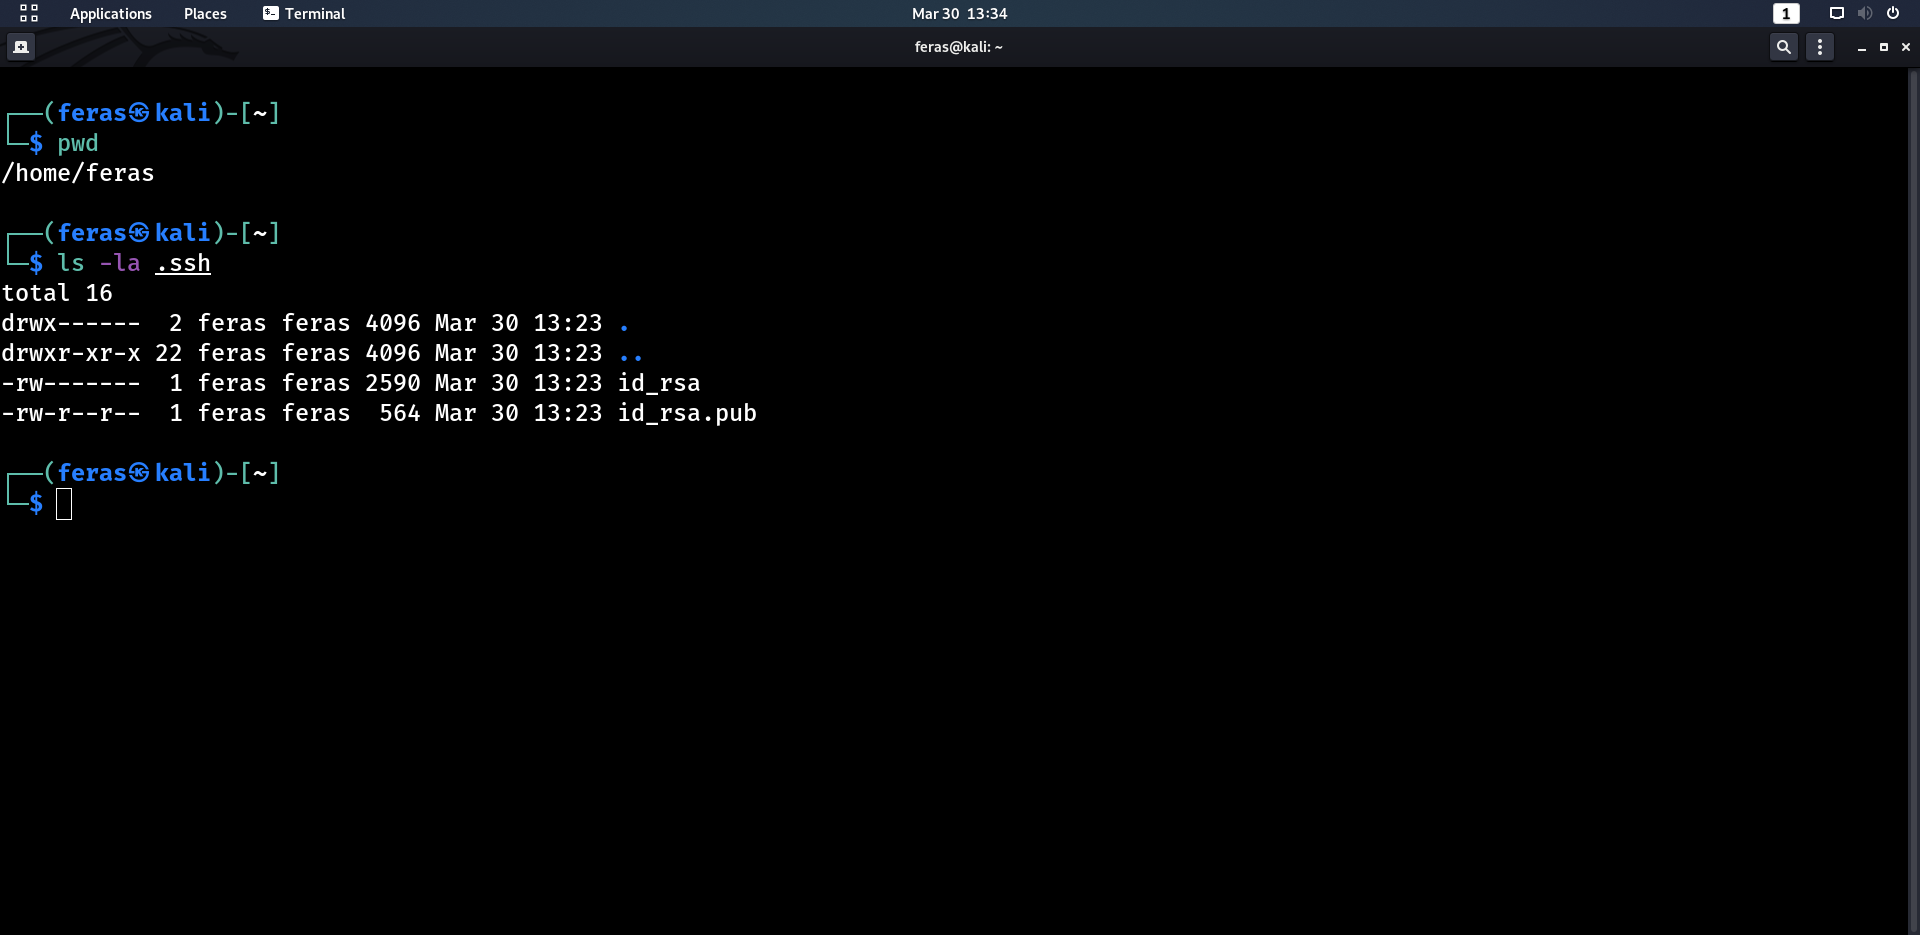 Applications Places Terminal Mar 30 13:34 1
feras@kali: ~
┌──(feras㉿kali)-[~]
└─$ pwd
/home/feras
┌──(feras㉿kali)-[~]
└─$ ls -la .ssh
total 16
drwx------  2 feras feras 4096 Mar 30 13:23 .
drwxr-xr-x 22 feras feras 4096 Mar 30 13:23 ..
-rw-------  1 feras feras 2590 Mar 30 13:23 id_rsa
-rw-r--r--  1 feras feras  564 Mar 30 13:23 id_rsa.pub
┌──(feras㉿kali)-[~]
└─$